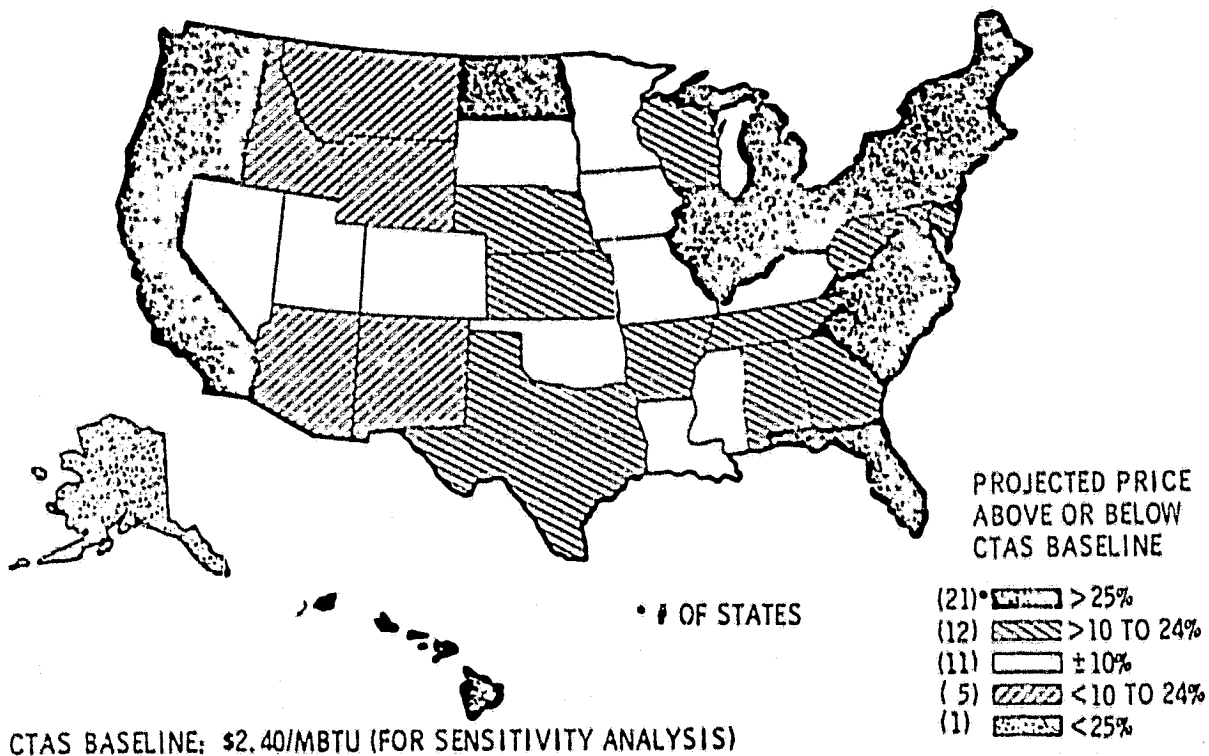 PROJECTED PRICE
ABOVE OR BELOW
CTAS BASELINE
(21)* >25%
* # OF STATES
(12) >10 TO 24%
(11) ±10%
(5) <10 TO 24%
(1) <25%
CTAS BASELINE: $2.40/MBTU (FOR SENSITIVITY ANALYSIS)